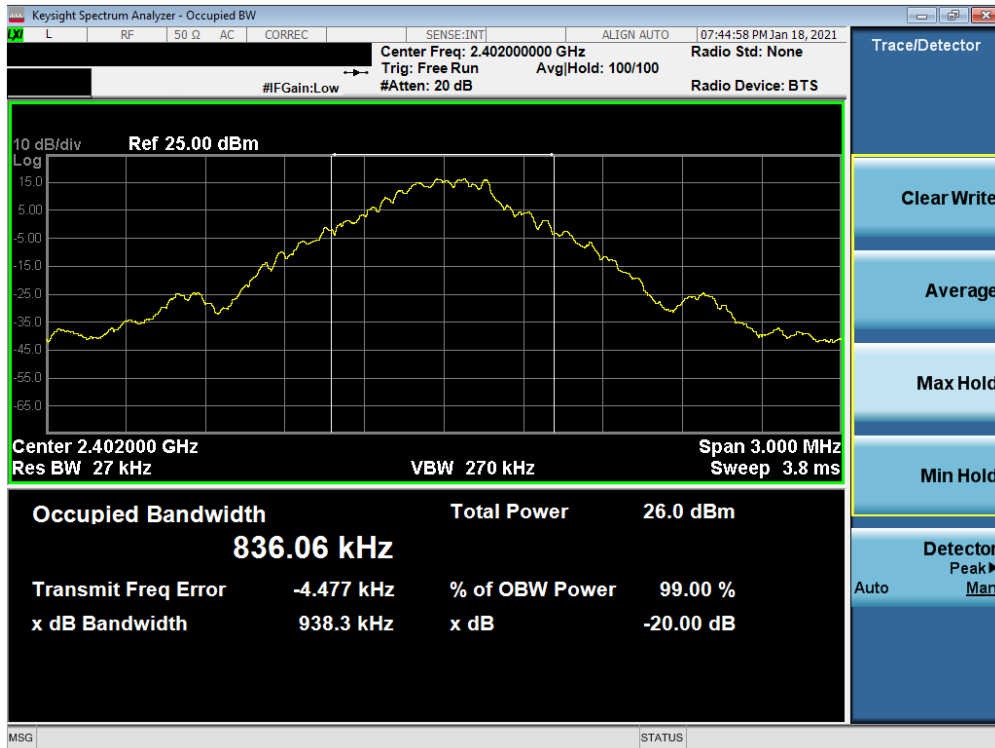 Keysight Spectrum Analyzer - Occupied BW
LXI L RF 50 Ω AC CORREC SENSE:INT ALIGN AUTO 07:44:58 PM Jan 18, 2021
Center Freq: 2.402000000 GHz Radio Std: None
Trig: Free Run Avg|Hold: 100/100
#IFGain:Low #Atten: 20 dB Radio Device: BTS
10 dB/div Ref 25.00 dBm
Log
15.0
5.00
-5.00
-15.0
-25.0
-35.0
-45.0
-55.0
-65.0
Center 2.402000 GHz Span 3.000 MHz
Res BW 27 kHz VBW 270 kHz Sweep 3.8 ms
Occupied Bandwidth Total Power 26.0 dBm
836.06 kHz
Transmit Freq Error -4.477 kHz % of OBW Power 99.00 %
x dB Bandwidth 938.3 kHz x dB -20.00 dB
MSG STATUS
Trace/Detector
Clear Write
Average
Max Hold
Min Hold
Detector
Peak▶
Auto Man